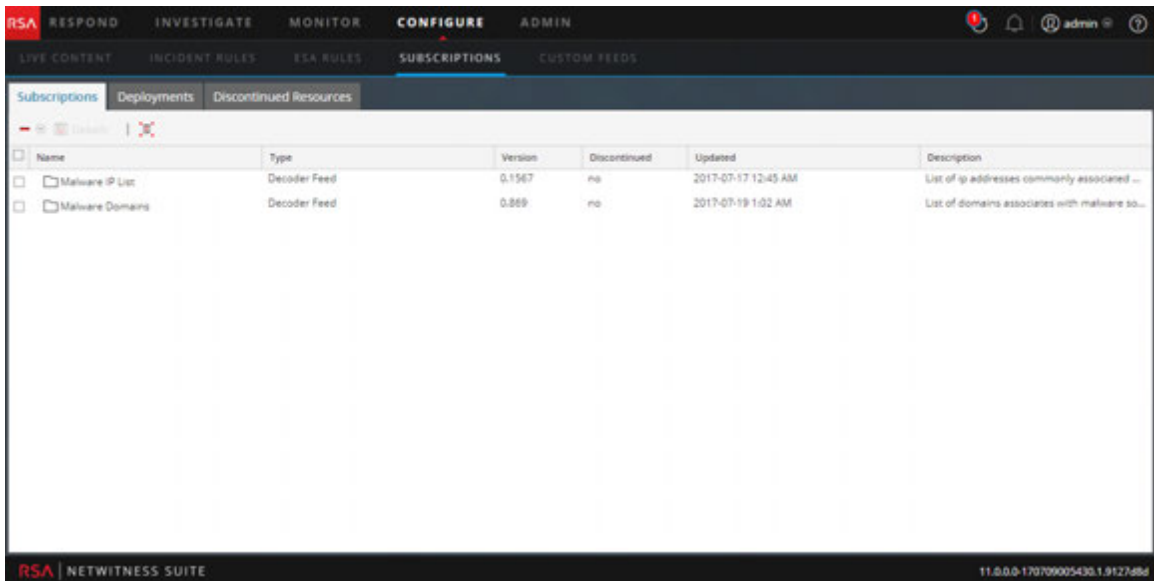 RSA RESPOND INVESTIGATE MONITOR CONFIGURE ADMIN 1 admin ?
LIVE CONTENT INCIDENT RULES ESA RULES SUBSCRIPTIONS CUSTOM FEEDS
Subscriptions Deployments Discontinued Resources
Details
Name Type Version Discontinued Updated Description
Malware IP List Decoder Feed 0.1567 no 2017-07-17 12:45 AM List of ip addresses commonly associated ...
Malware Domains Decoder Feed 0.869 no 2017-07-19 1:02 AM List of domains associates with malware so...
RSA | NETWITNESS SUITE 11.0.0.0-170709005430.1.9127d8d